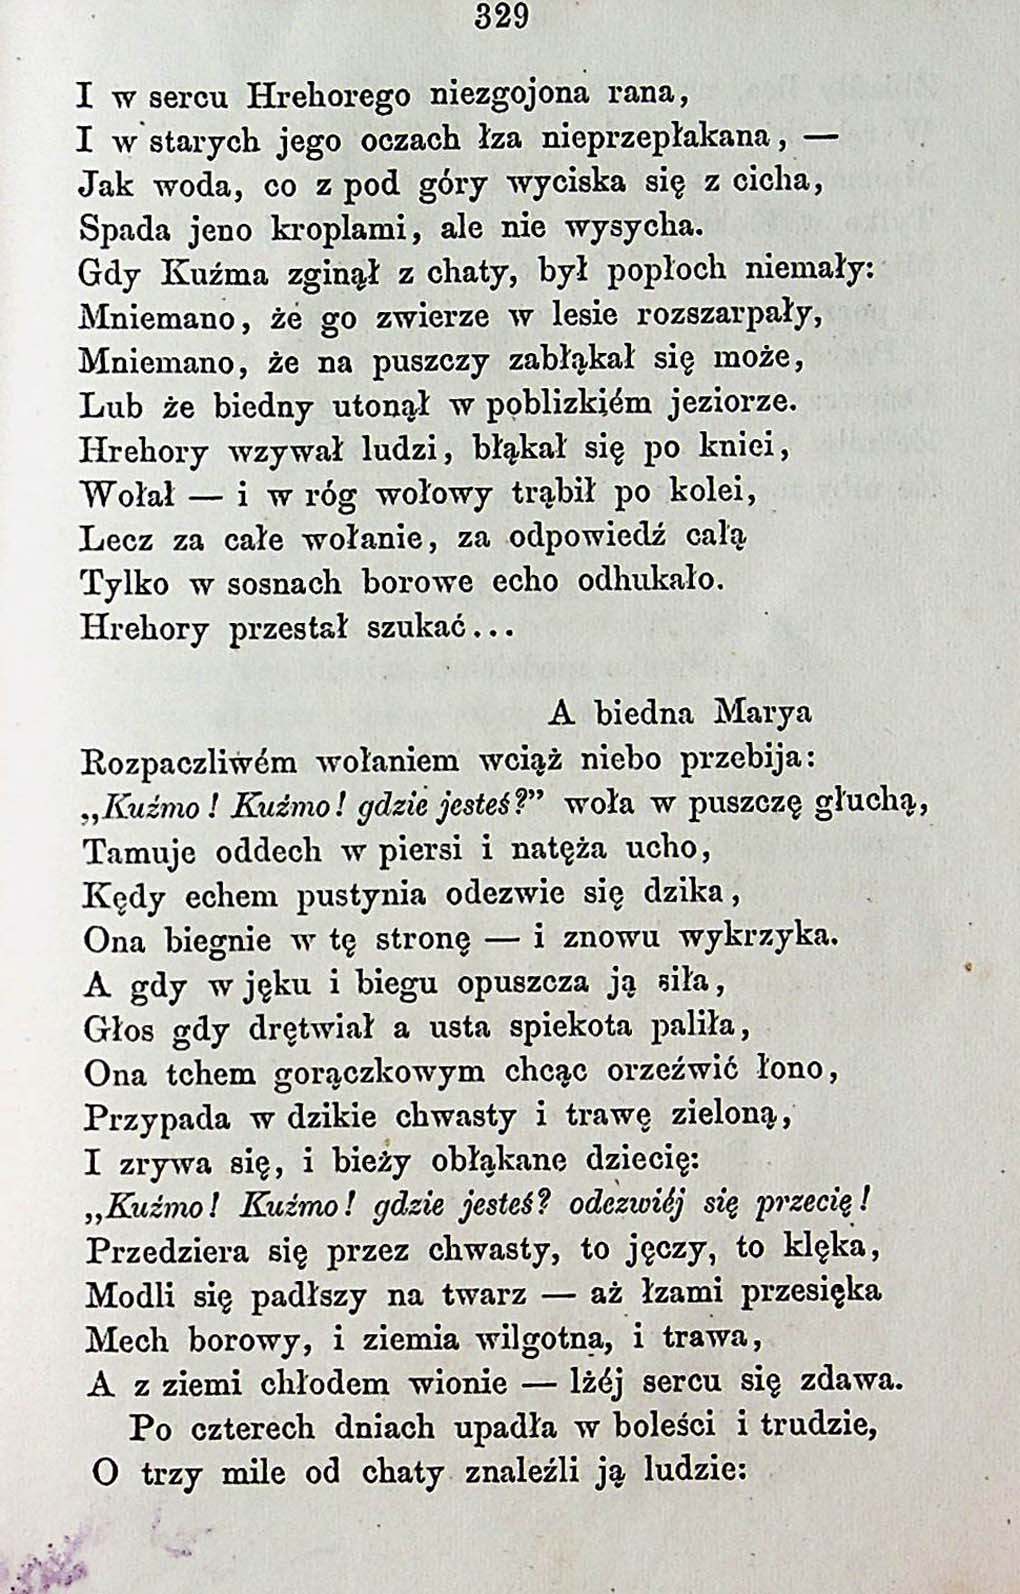 329
I w sercu Hrehorego niezgojona rana,
I w starych jego oczach łza nieprzepłakana, —
Jak woda, co z pod góry wyciska się z cicha,
Spada jeno kroplami, ale nie wysycha.
Gdy Kuźma zginął z chaty, był popłoch niemały:
Mniemano, że go zwierze w lesie rozszarpały,
Mniemano, że na puszczy zabłąkał się może,
Lub że biedny utonął w poblizkiém jeziorze.
Hrehory wzywał ludzi, błąkał się po kniei,
Wołał — i w róg wołowy trąbił po kolei,
Lecz za całe wołanie, za odpowiedź całą
Tylko w sosnach borowe echo odhukało.
Hrehory przestał szukać...
A biedna Marya
Rozpaczliwém wołaniem wciąż niebo przebija:
„Kuźmo! Kuźmo! gdzie jesteś?” woła w puszczę głuchą,
Tamuje oddech w piersi i natęża ucho,
Kędy echem pustynia odezwie się dzika,
Ona biegnie w tę stronę — i znowu wykrzyka.
A gdy w jęku i biegu opuszcza ją siła,
Głos gdy drętwiał a usta spiekota paliła,
Ona tchem gorączkowym chcąc orzeźwić łono,
Przypada w dzikie chwasty i trawę zieloną,
I zrywa się, i bieży obłąkane dziecię:
„Kuźmo! Kuźmo! gdzie jesteś? odezwiéj się przecię!
Przedziera się przez chwasty, to jęczy, to klęka,
Modli się padłszy na twarz — aż łzami przesięka
Mech borowy, i ziemia wilgotna, i trawa,
A z ziemi chłodem wionie — lżéj sercu się zdawa.
Po czterech dniach upadła w boleści i trudzie,
O trzy mile od chaty znaleźli ją ludzie: